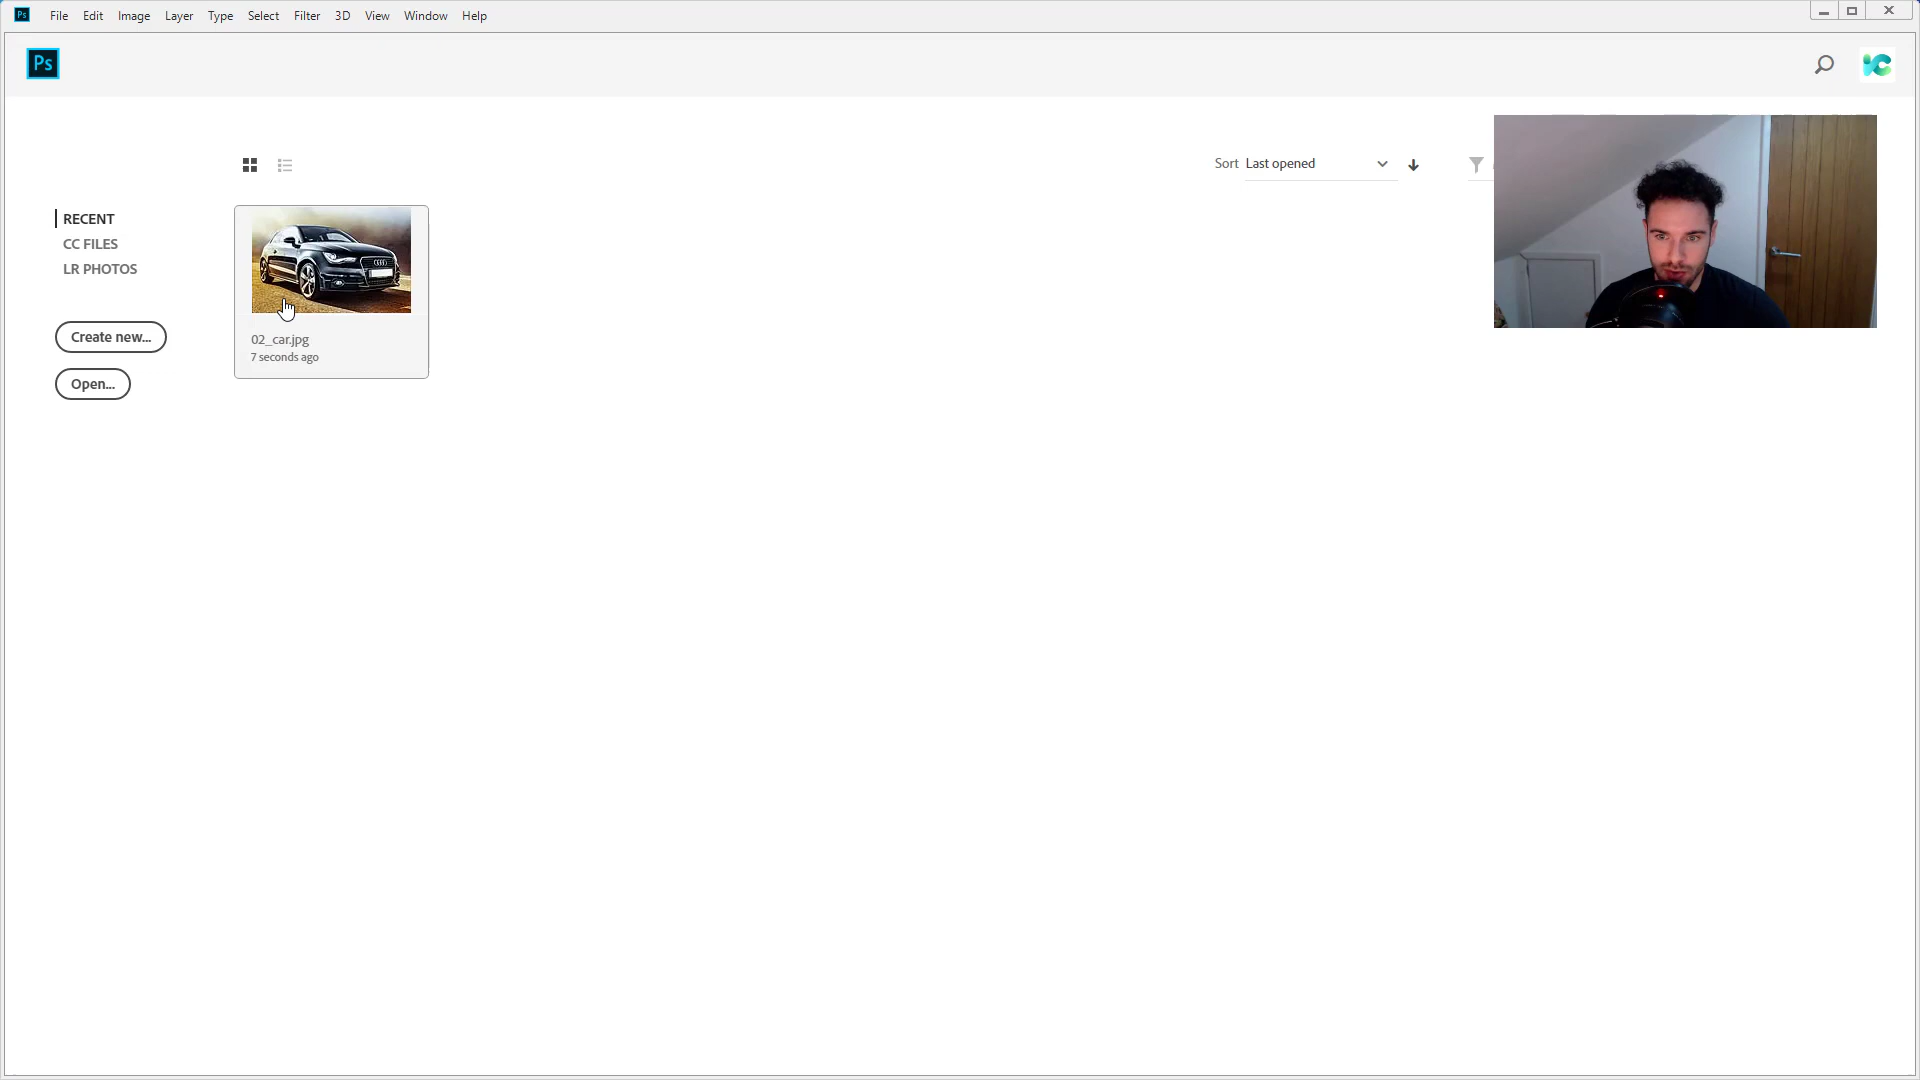 Ps File Edit Image Layer Type Select Filter 3D View Window Help
Ps
Sort Last opened
RECENT
CC FILES
LR PHOTOS
Create new...
Open...
02_car.jpg
7 seconds ago